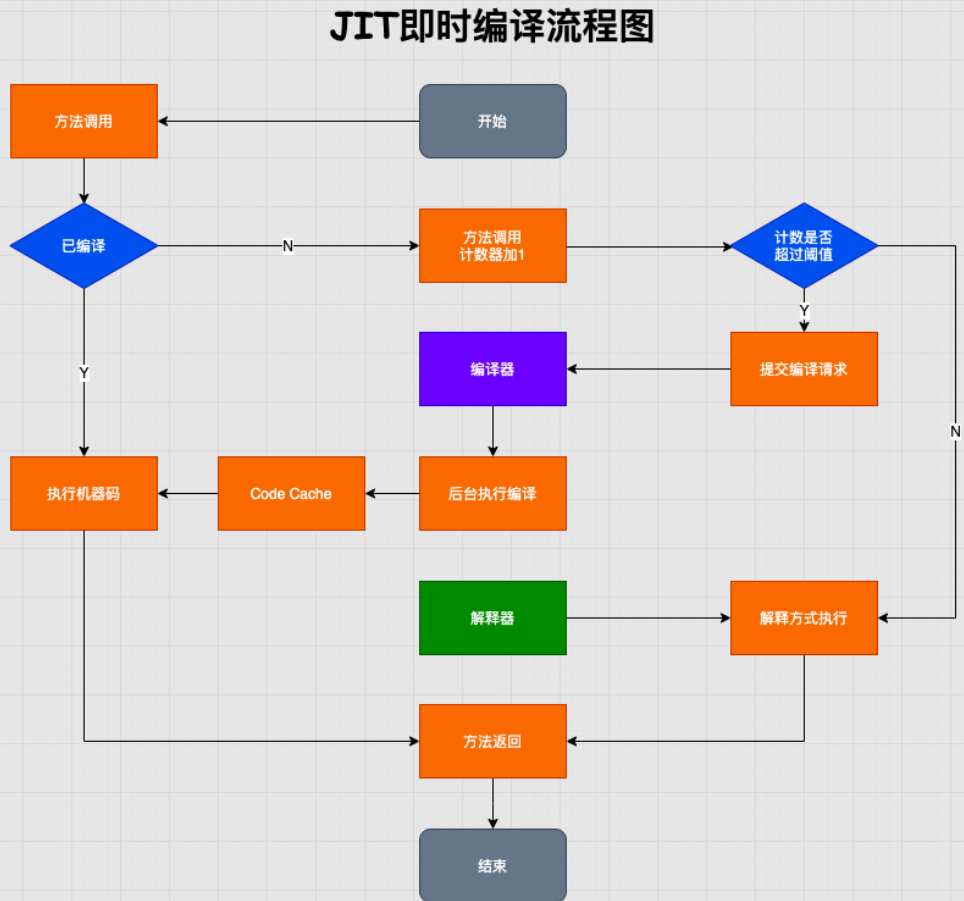 JIT即时编译流程图
方法调用
开始
已编译
N
方法调用
计数器加1
计数是否
超过阈值
Y
编译器
提交编译请求
Y
N
执行机器码
Code Cache
后台执行编译
解释器
解释方式执行
方法返回
结束